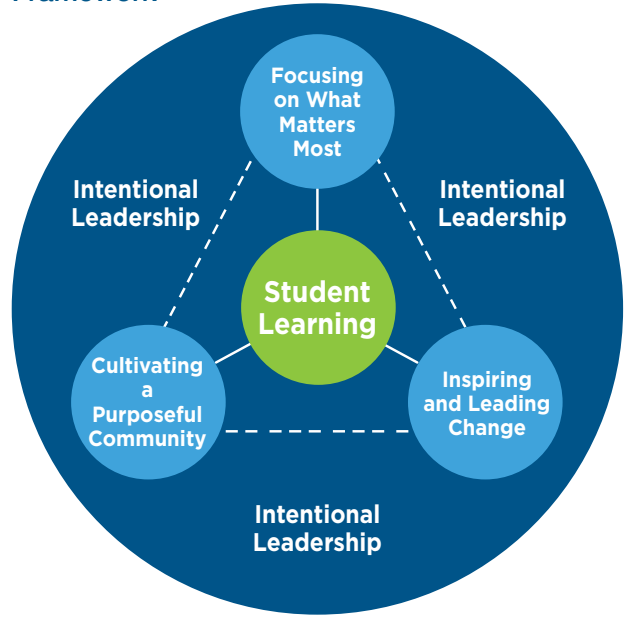 Framework
Focusing
on What
Matters
Most
Intentional
Leadership
Intentional
Leadership
Student
Learning
Cultivating
a
Purposeful
Community
Inspiring
and Leading
Change
Intentional
Leadership